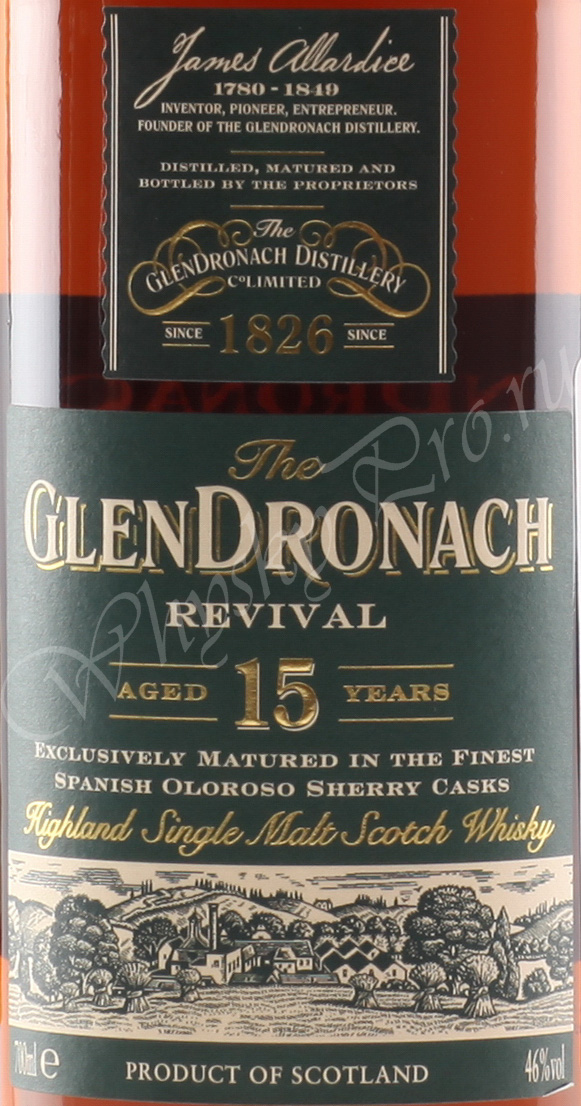 James Allardice
1780 - 1849
INVENTOR, PIONEER, ENTREPRENEUR.
FOUNDER OF THE GLENDRONACH DISTILLERY.
DISTILLED, MATURED AND
BOTTLED BY THE PROPRIETORS
The
GLENDRONACH DISTILLERY
Cº LIMITED
SINCE 1826 SINCE
The
GLENDRONACH
REVIVAL
AGED 15 YEARS
EXCLUSIVELY MATURED IN THE FINEST
SPANISH OLOROSO SHERRY CASKS
Highland Single Malt Scotch Whisky
700ml e PRODUCT OF SCOTLAND 46%vol
WhyskyPro.ru